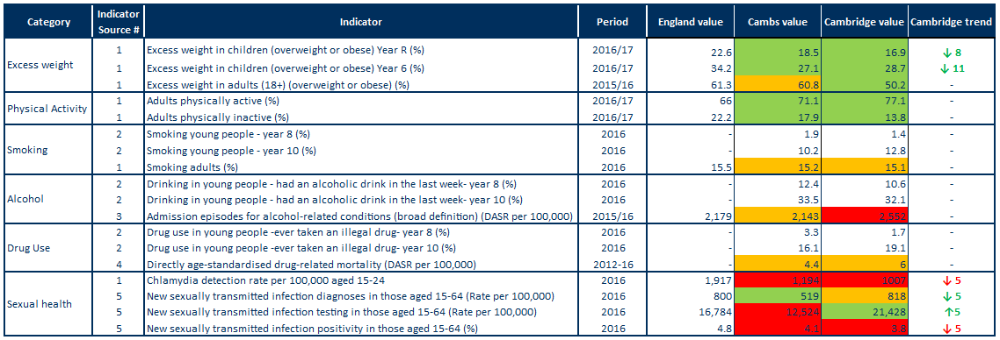 Category Indicator Source # Indicator Period England value Cambs value Cambridge value Cambridge trend
Excess weight
1 Excess weight in children (overweight or obese) Year R (%) 2016/17 22.6 18.5 16.9 ↓ 8
1 Excess weight in children (overweight or obese) Year 6 (%) 2016/17 34.2 27.1 28.7 ↓ 11
1 Excess weight in adults (18+) (overweight or obese) (%) 2015/16 61.3 60.8 50.2 -
Physical Activity
1 Adults physically active (%) 2016/17 66 71.1 77.1 -
1 Adults physically inactive (%) 2016/17 22.2 17.9 13.8 -
Smoking
2 Smoking young people - year 8 (%) 2016 - 1.9 1.4 -
2 Smoking young people - year 10 (%) 2016 - 10.2 12.8 -
1 Smoking adults (%) 2016 15.5 15.2 15.1 -
Alcohol
2 Drinking in young people - had an alcoholic drink in the last week- year 8 (%) 2016 - 12.4 10.6 -
2 Drinking in young people - had an alcoholic drink in the last week- year 10 (%) 2016 - 33.5 32.1 -
3 Admission episodes for alcohol-related conditions (broad definition) (DASR per 100,000) 2015/16 2,179 2,143 2,552 -
Drug Use
2 Drug use in young people -ever taken an illegal drug- year 8 (%) 2016 - 3.3 1.7 -
2 Drug use in young people -ever taken an illegal drug- year 10 (%) 2016 - 16.1 19.1 -
4 Directly age-standardised drug-related mortality (DASR per 100,000) 2012-16 - 4.4 6 -
Sexual health
1 Chlamydia detection rate per 100,000 aged 15-24 2016 1,917 1,194 1007 ↓ 5
5 New sexually transmitted infection diagnoses in those aged 15-64 (Rate per 100,000) 2016 800 519 818 ↓ 5
5 New sexually transmitted infection testing in those aged 15-64 (Rate per 100,000) 2016 16,784 12,524 21,428 ↑5
5 New sexually transmitted infection positivity in those aged 15-64 (%) 2016 4.8 4.1 3.8 ↓ 5